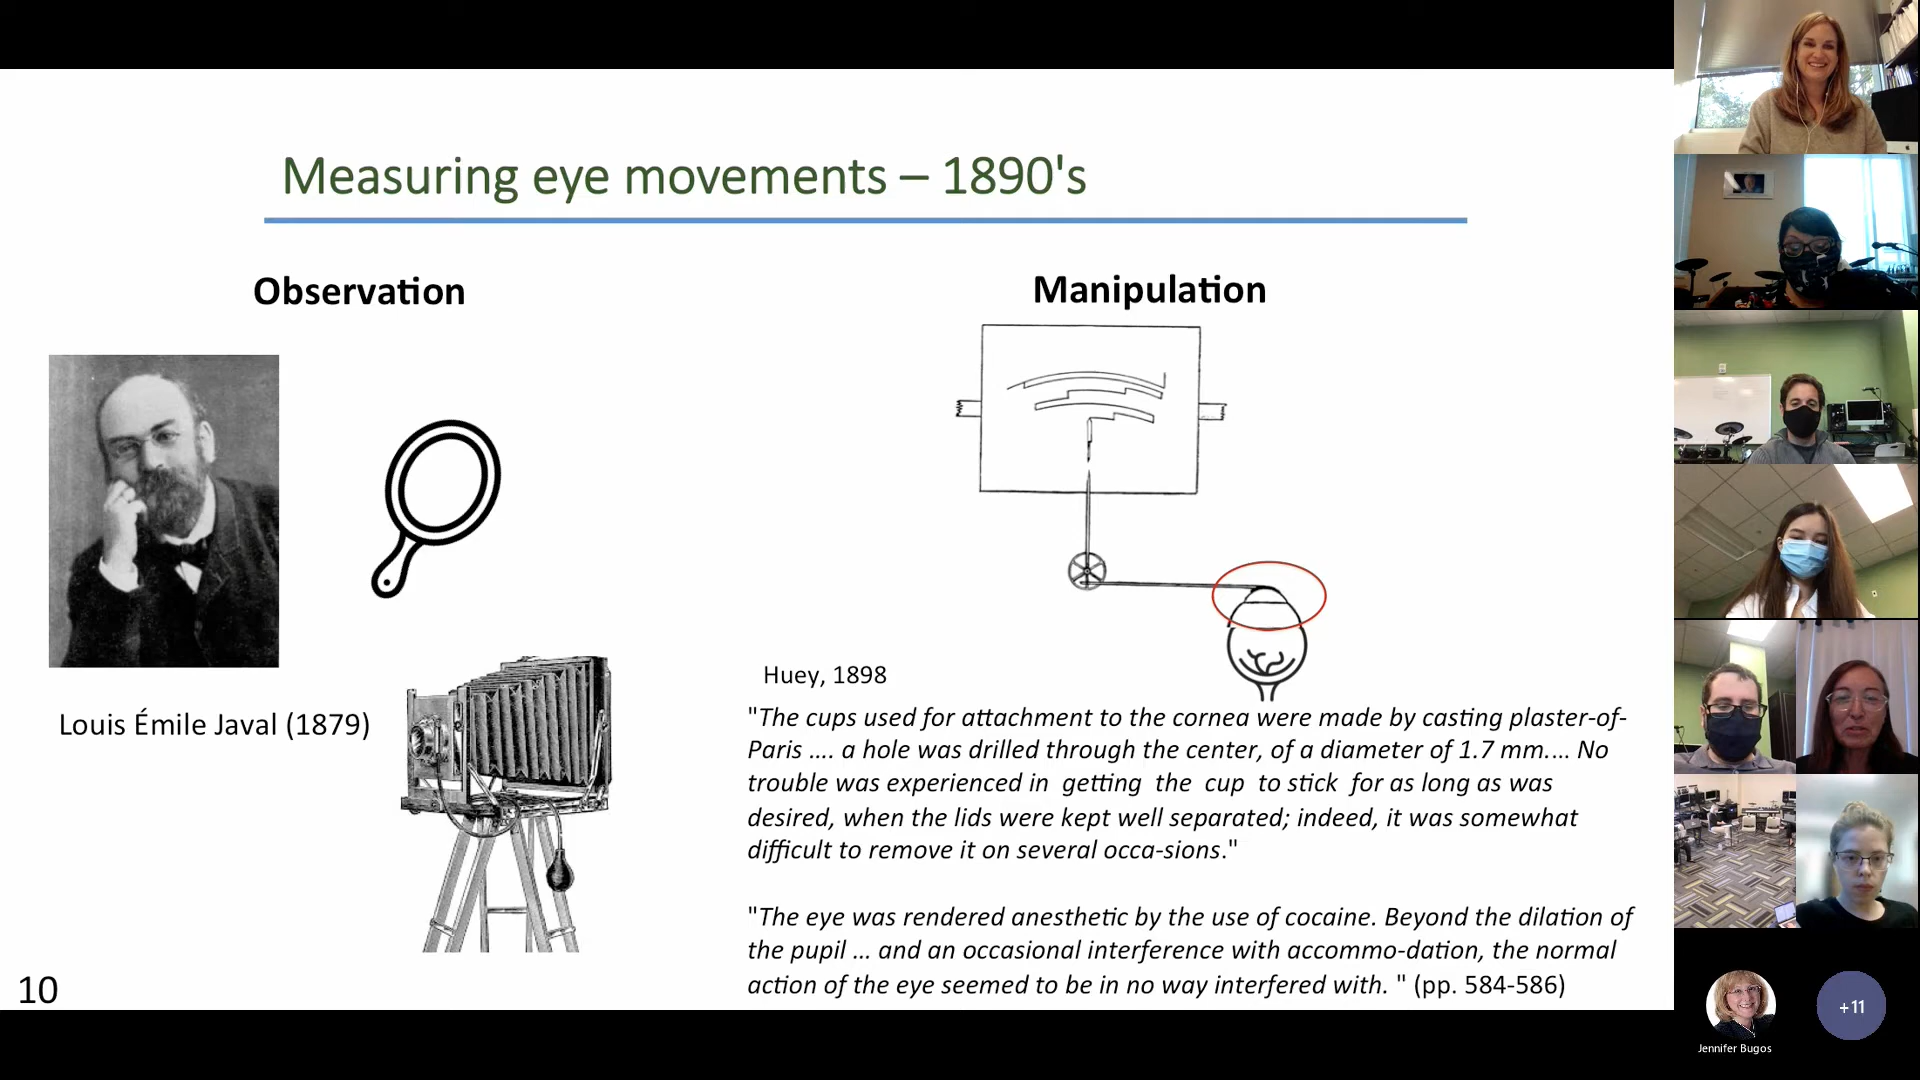 Measuring eye movements – 1890's
Observation
Manipulation
Louis Émile Javal (1879)
Huey, 1898
"The cups used for attachment to the cornea were made by casting plaster-of-
Paris .... a hole was drilled through the center, of a diameter of 1.7 mm.... No
trouble was experienced in getting the cup to stick for as long as was
desired, when the lids were kept well separated; indeed, it was somewhat
difficult to remove it on several occa-sions."
"The eye was rendered anesthetic by the use of cocaine. Beyond the dilation of
the pupil ... and an occasional interference with accommo-dation, the normal
action of the eye seemed to be in no way interfered with. " (pp. 584-586)
10
+11
Jennifer Bugos